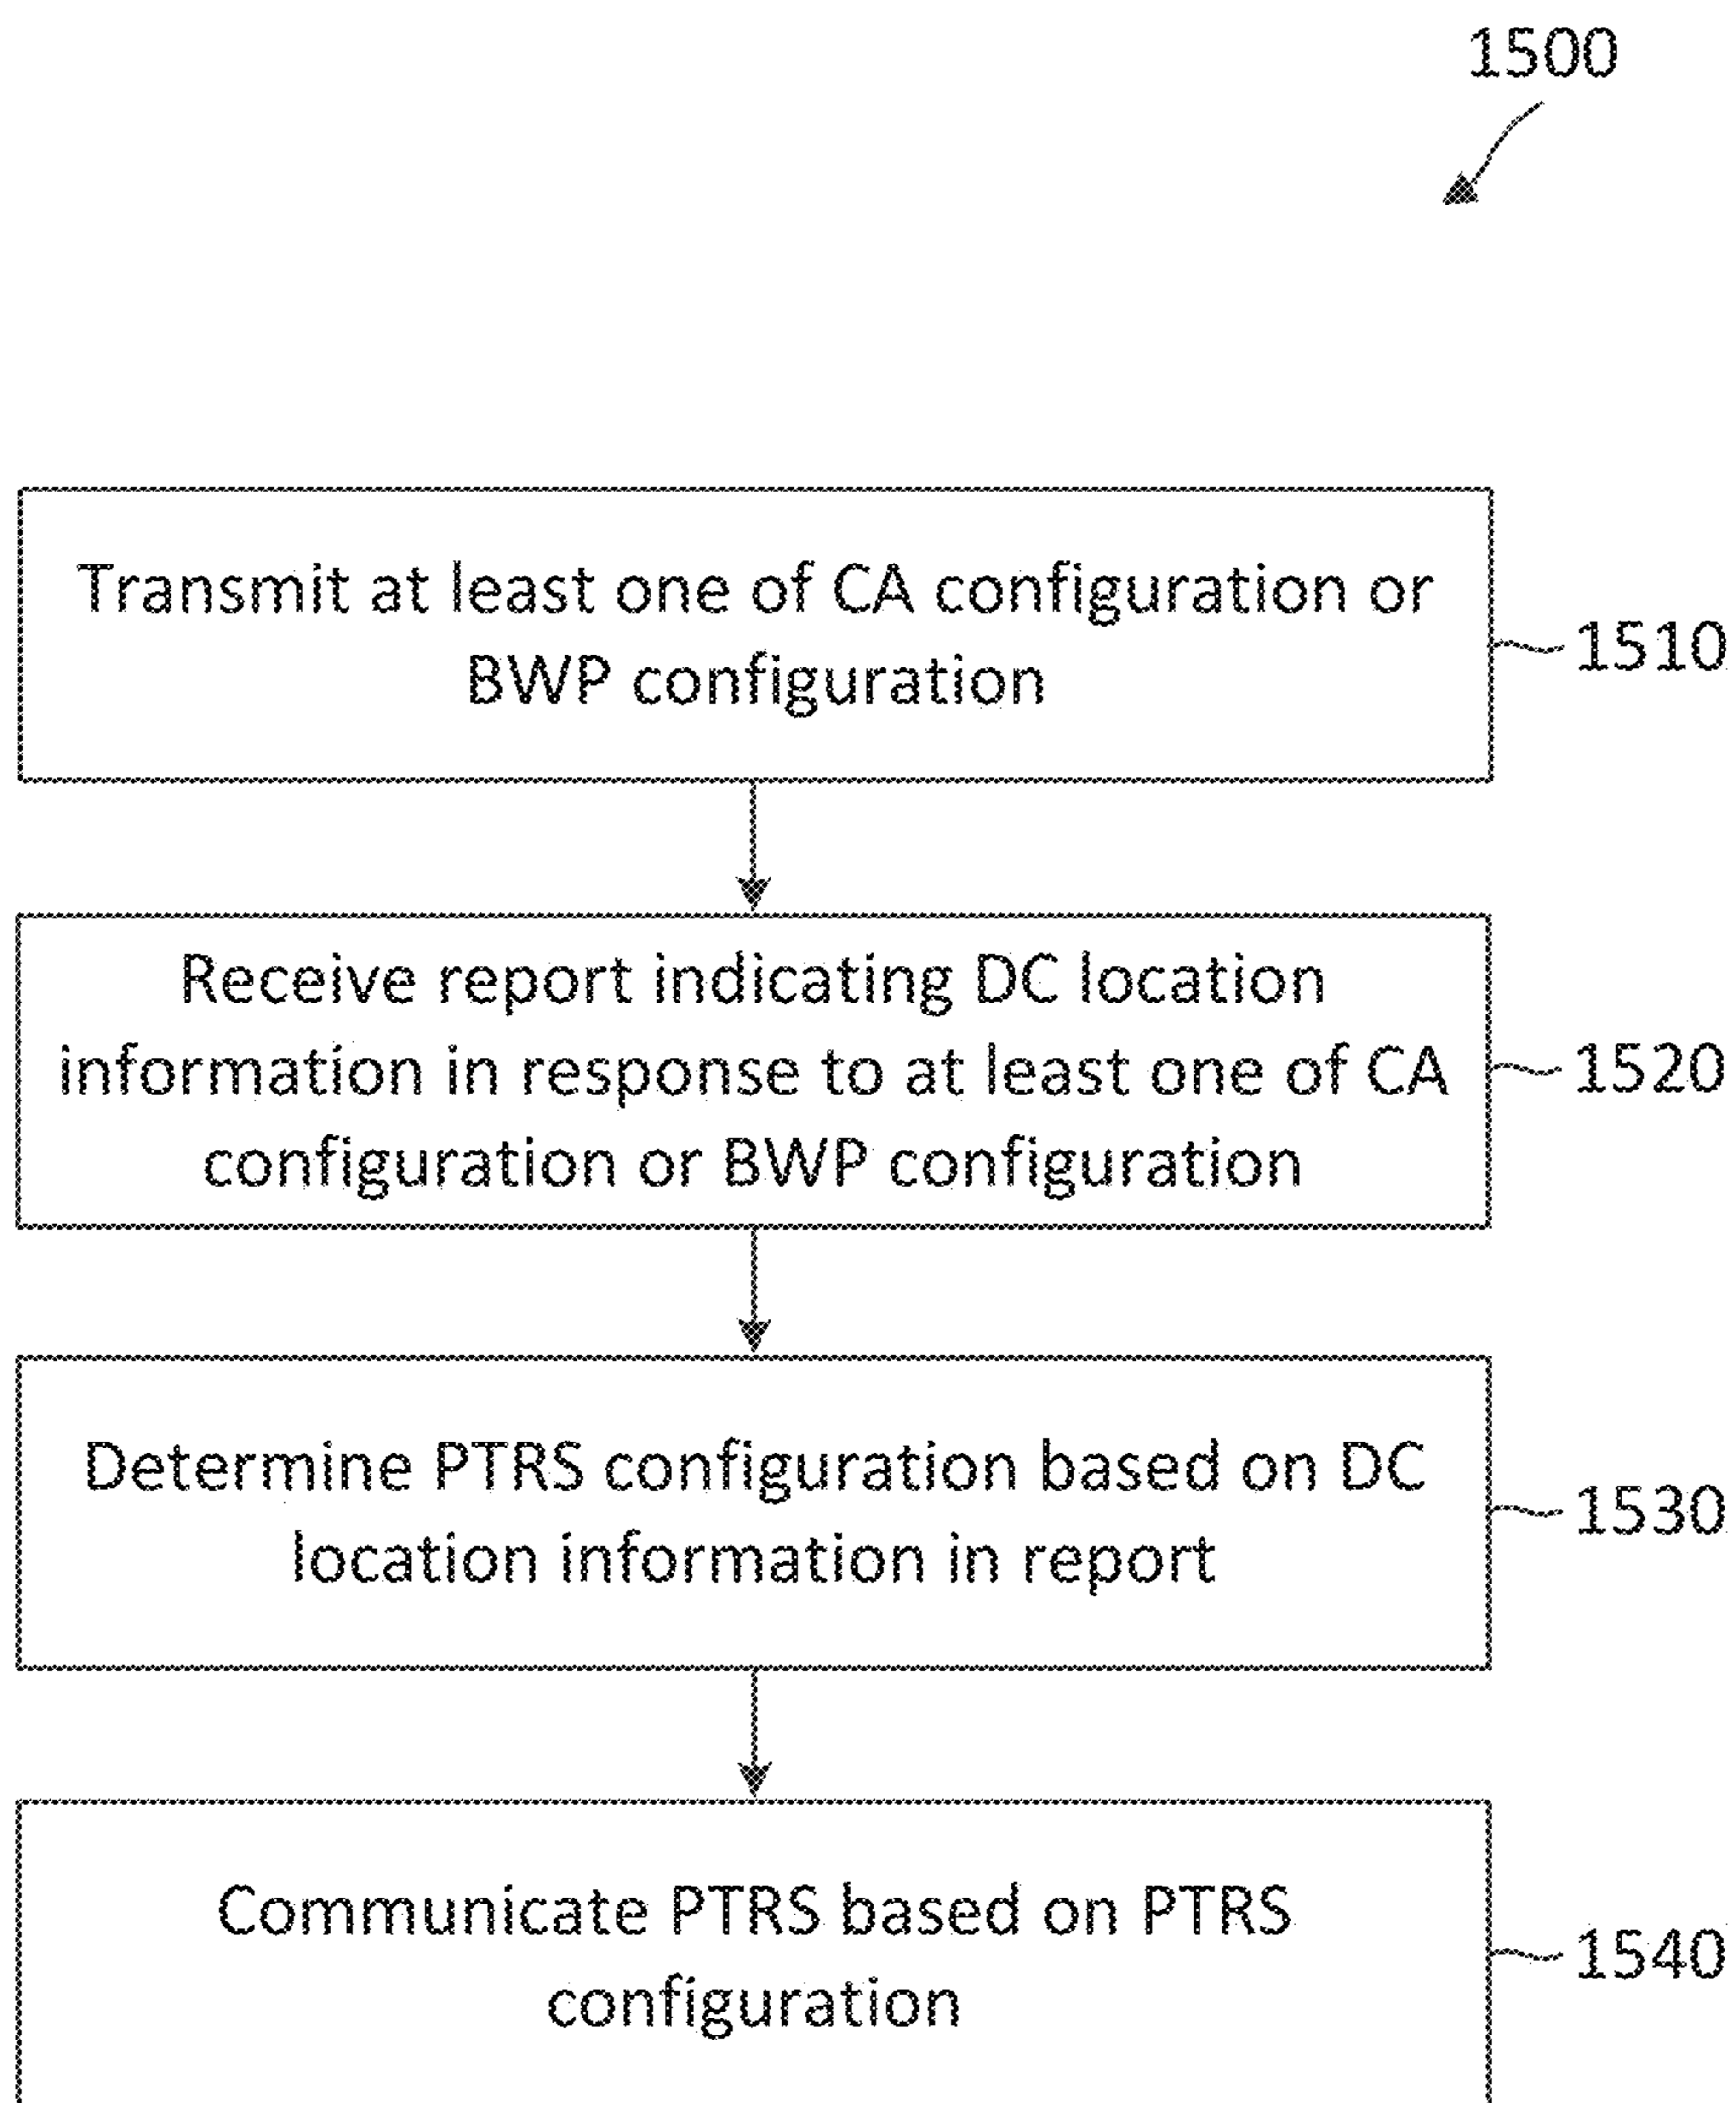 1500
Transmit at least one of CA configuration or
BWP configuration
1510
Receive report indicating DC location
information in response to at least one of CA
configuration or BWP configuration
1520
Determine PTRS configuration based on DC
location information in report
1530
Communicate PTRS based on PTRS
configuration
1540